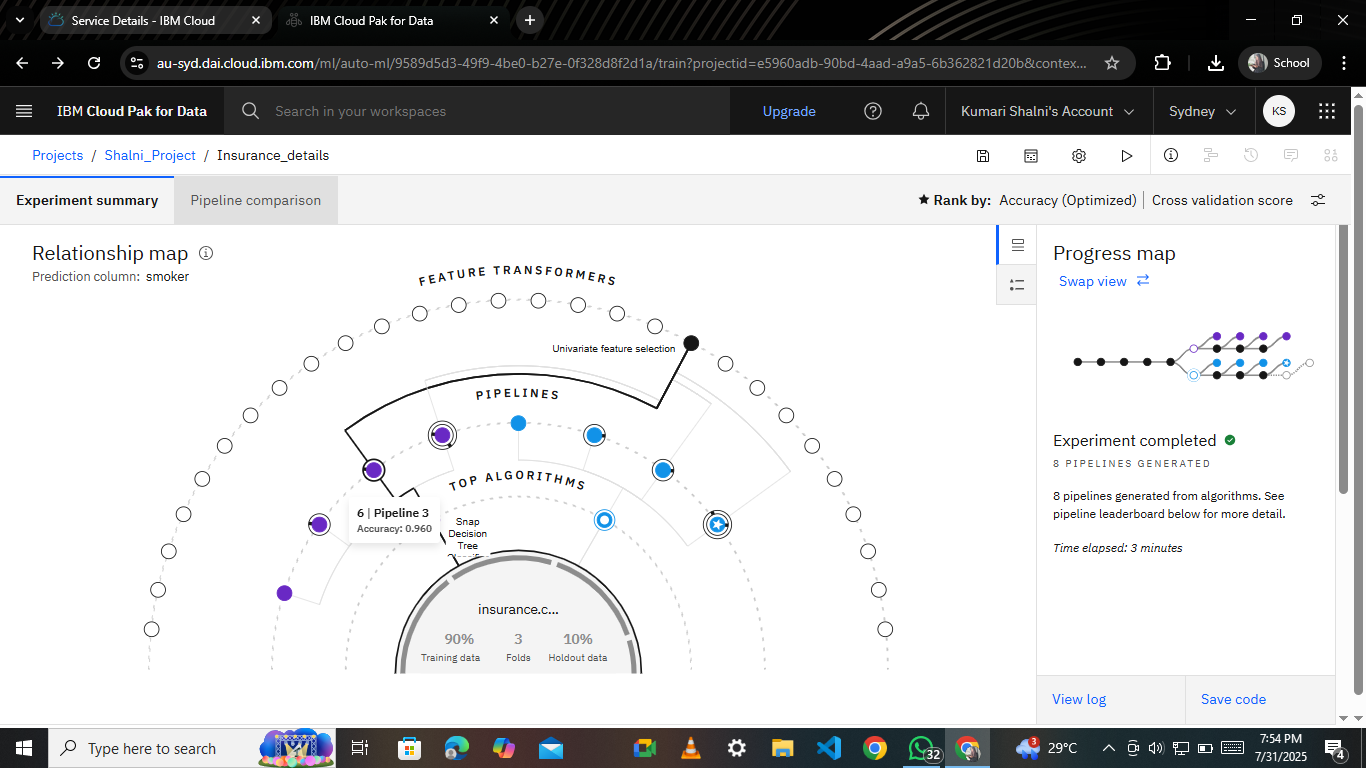 Service Details - IBM Cloud
IBM Cloud Pak for Data
au-syd.dai.cloud.ibm.com/ml/auto-ml/9589d5d3-49f9-4be0-b27e-0f328d8f2d1a/train?projectid=e5960adb-90bd-4aad-a9a5-6b362821d20b&contex...
School
IBM Cloud Pak for Data
Search in your workspaces
Upgrade
Kumari Shalni's Account
Sydney
KS
Projects / Shalni_Project / Insurance_details
Experiment summary
Pipeline comparison
Rank by: Accuracy (Optimized) | Cross validation score
Relationship map
Prediction column: smoker
FEATURE TRANSFORMERS
Univariate feature selection
PIPELINES
TOP ALGORITHMS
6 | Pipeline 3
Accuracy: 0.960
Snap
Decision
Tree
insurance.c...
90%
Training data
3
Folds
10%
Holdout data
Progress map
Swap view
Experiment completed
8 PIPELINES GENERATED
8 pipelines generated from algorithms. See
pipeline leaderboard below for more detail.
Time elapsed: 3 minutes
View log
Save code
Type here to search
32
3
29°C
7:54 PM
7/31/2025
4